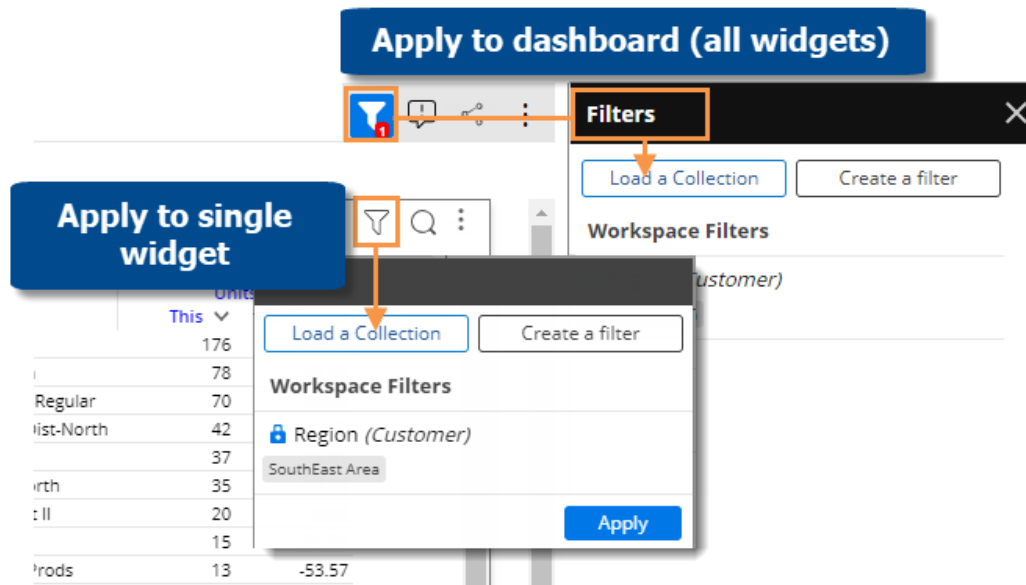 Apply to dashboard (all widgets)
1
Filters
Load a Collection
Create a filter
Workspace Filters
Customer)
Apply to single
widget
Units
This
176
78
Regular
70
Dist-North
42
37
orth
35
t II
20
15
Prods
13
-53.57
Load a Collection
Create a filter
Workspace Filters
Region (Customer)
SouthEast Area
Apply